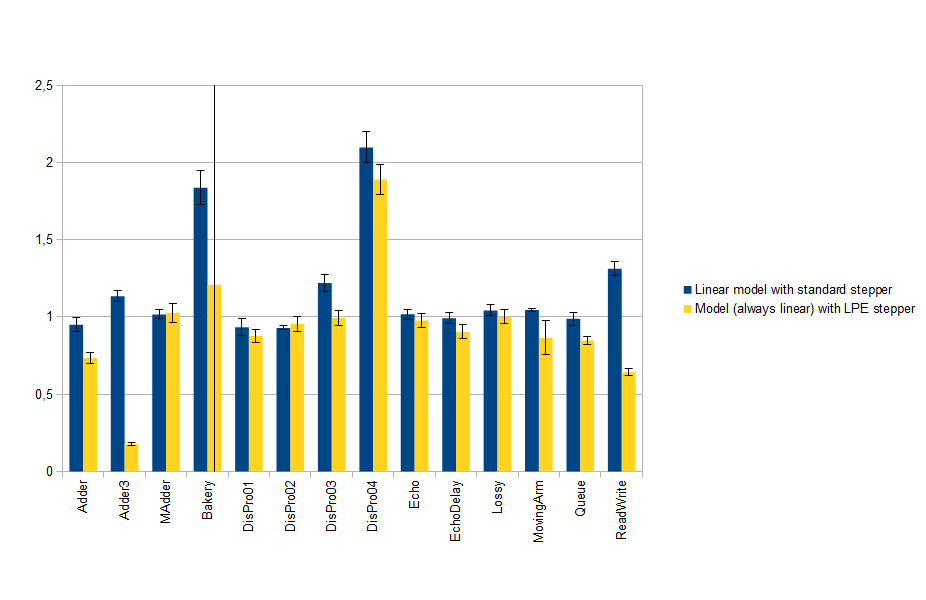 2,5
2
1,5
1
0,5
0
Adder
Adder3
MAdder
Bakery
DisPro01
DisPro02
DisPro03
DisPro04
Echo
EchoDelay
Lossy
MovingArm
Queue
ReadWrite
Linear model with standard stepper
Model (always linear) with LPE stepper